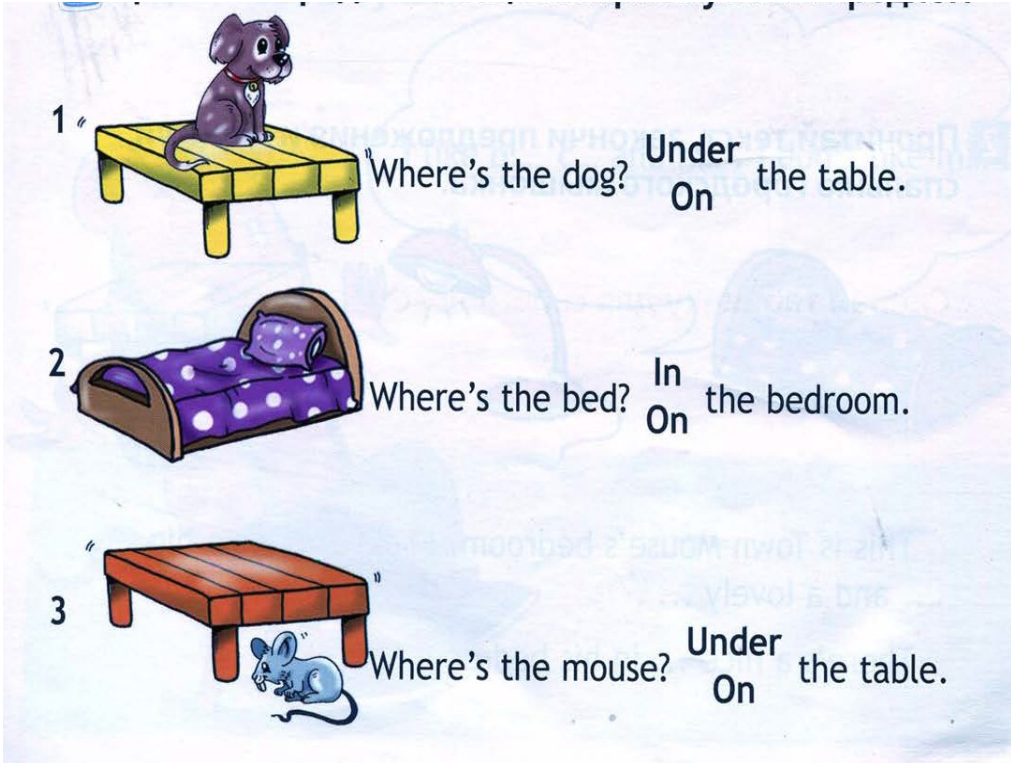 1
Where's the dog? Under the table.
On
2
Where's the bed? In the bedroom.
On
3
Where's the mouse? Under the table.
On